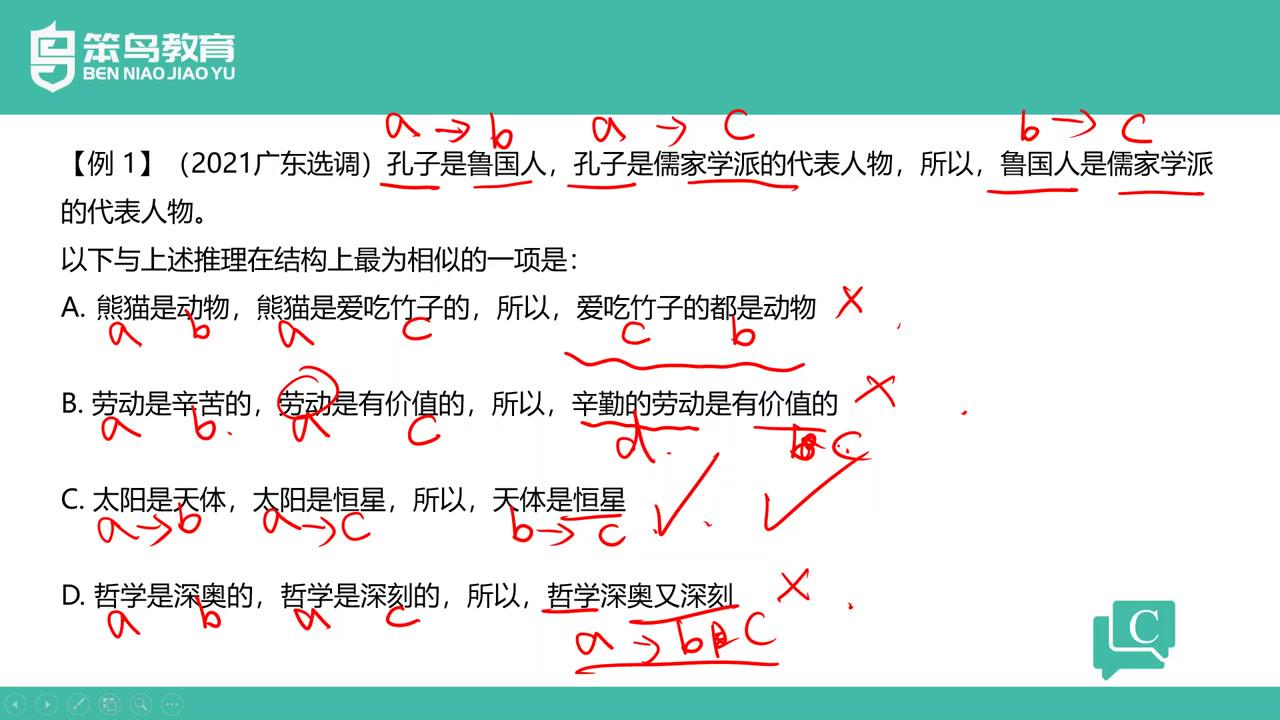 笨鸟教育
BEN NIAO JIAO YU
a → b a → c b → c
【例 1】（2021广东选调）孔子是鲁国人，孔子是儒家学派的代表人物，所以，鲁国人是儒家学派
的代表人物。
以下与上述推理在结构上最为相似的一项是：
A. 熊猫是动物，熊猫是爱吃竹子的，所以，爱吃竹子的都是动物 ×
a b a c c b
B. 劳动是辛苦的，劳动是有价值的，所以，辛勤的劳动是有价值的 ×
a b a c d c
C. 太阳是天体，太阳是恒星，所以，天体是恒星 ✓ ✓
a → b a → c b → c
D. 哲学是深奥的，哲学是深刻的，所以，哲学深奥又深刻 ×
a b a c
a → b 且 c
C